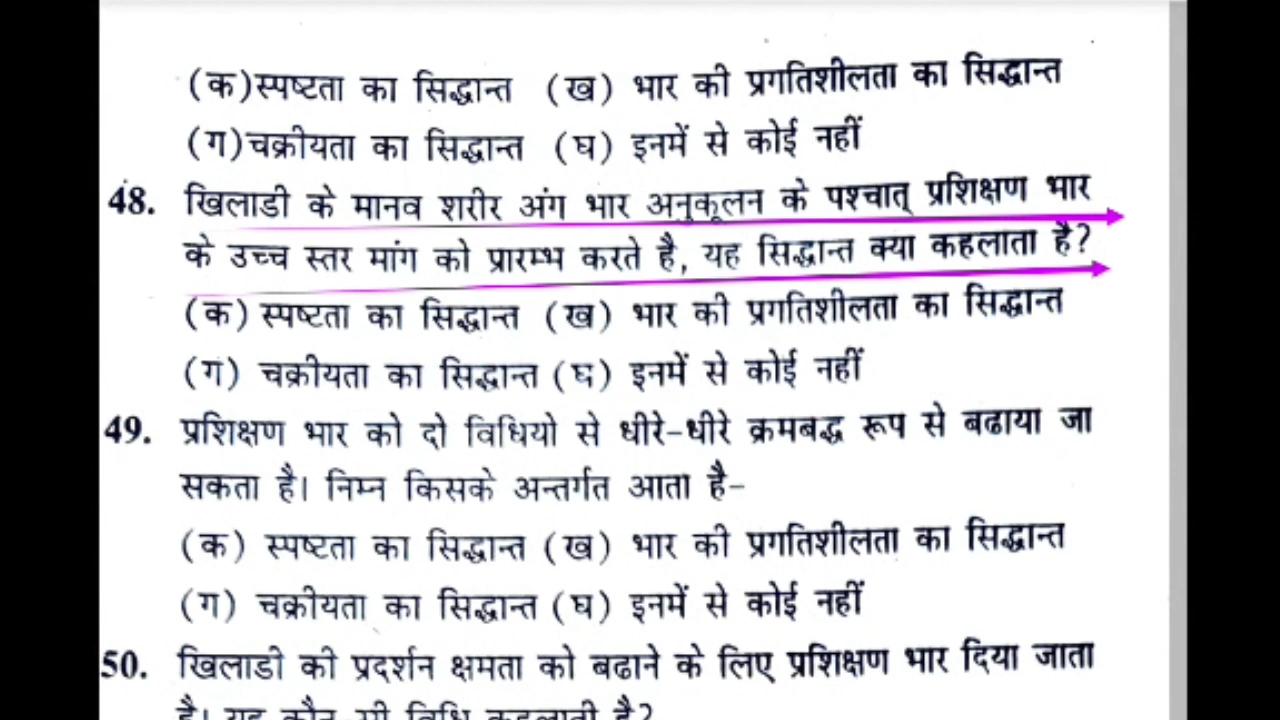 (क)स्पष्टता का सिद्धान्त (ख) भार की प्रगतिशीलता का सिद्धान्त
(ग)चक्रीयता का सिद्धान्त (घ) इनमें से कोई नहीं
48. खिलाडी के मानव शरीर अंग भार अनुकूलन के पश्चात् प्रशिक्षण भार
के उच्च स्तर मांग को प्रारम्भ करते है, यह सिद्धान्त क्या कहलाता है?
(क) स्पष्टता का सिद्धान्त (ख) भार की प्रगतिशीलता का सिद्धान्त
(ग) चक्रीयता का सिद्धान्त (घ) इनमें से कोई नहीं
49. प्रशिक्षण भार को दो विधियो से धीरे-धीरे क्रमबद्ध रूप से बढाया जा
सकता है। निम्न किसके अन्तर्गत आता है-
(क) स्पष्टता का सिद्धान्त (ख) भार की प्रगतिशीलता का सिद्धान्त
(ग) चक्रीयता का सिद्धान्त (घ) इनमें से कोई नहीं
50. खिलाडी की प्रदर्शन क्षमता को बढाने के लिए प्रशिक्षण भार दिया जाता
है। यह कौन-सी विधि कहलाती है?